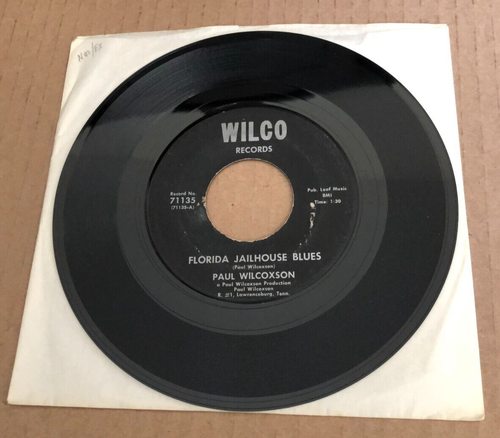 WILCO
RECORDS
Record No.
71135
(71135-A)
Pub. Leaf Music
BMI
Time: 1:50
FLORIDA JAILHOUSE BLUES
(Paul Wilcoxson)
PAUL WILCOXSON
a Paul Wilcoxson Production
Paul Wilcoxson
R. #1, Lawrenceburg, Tenn.